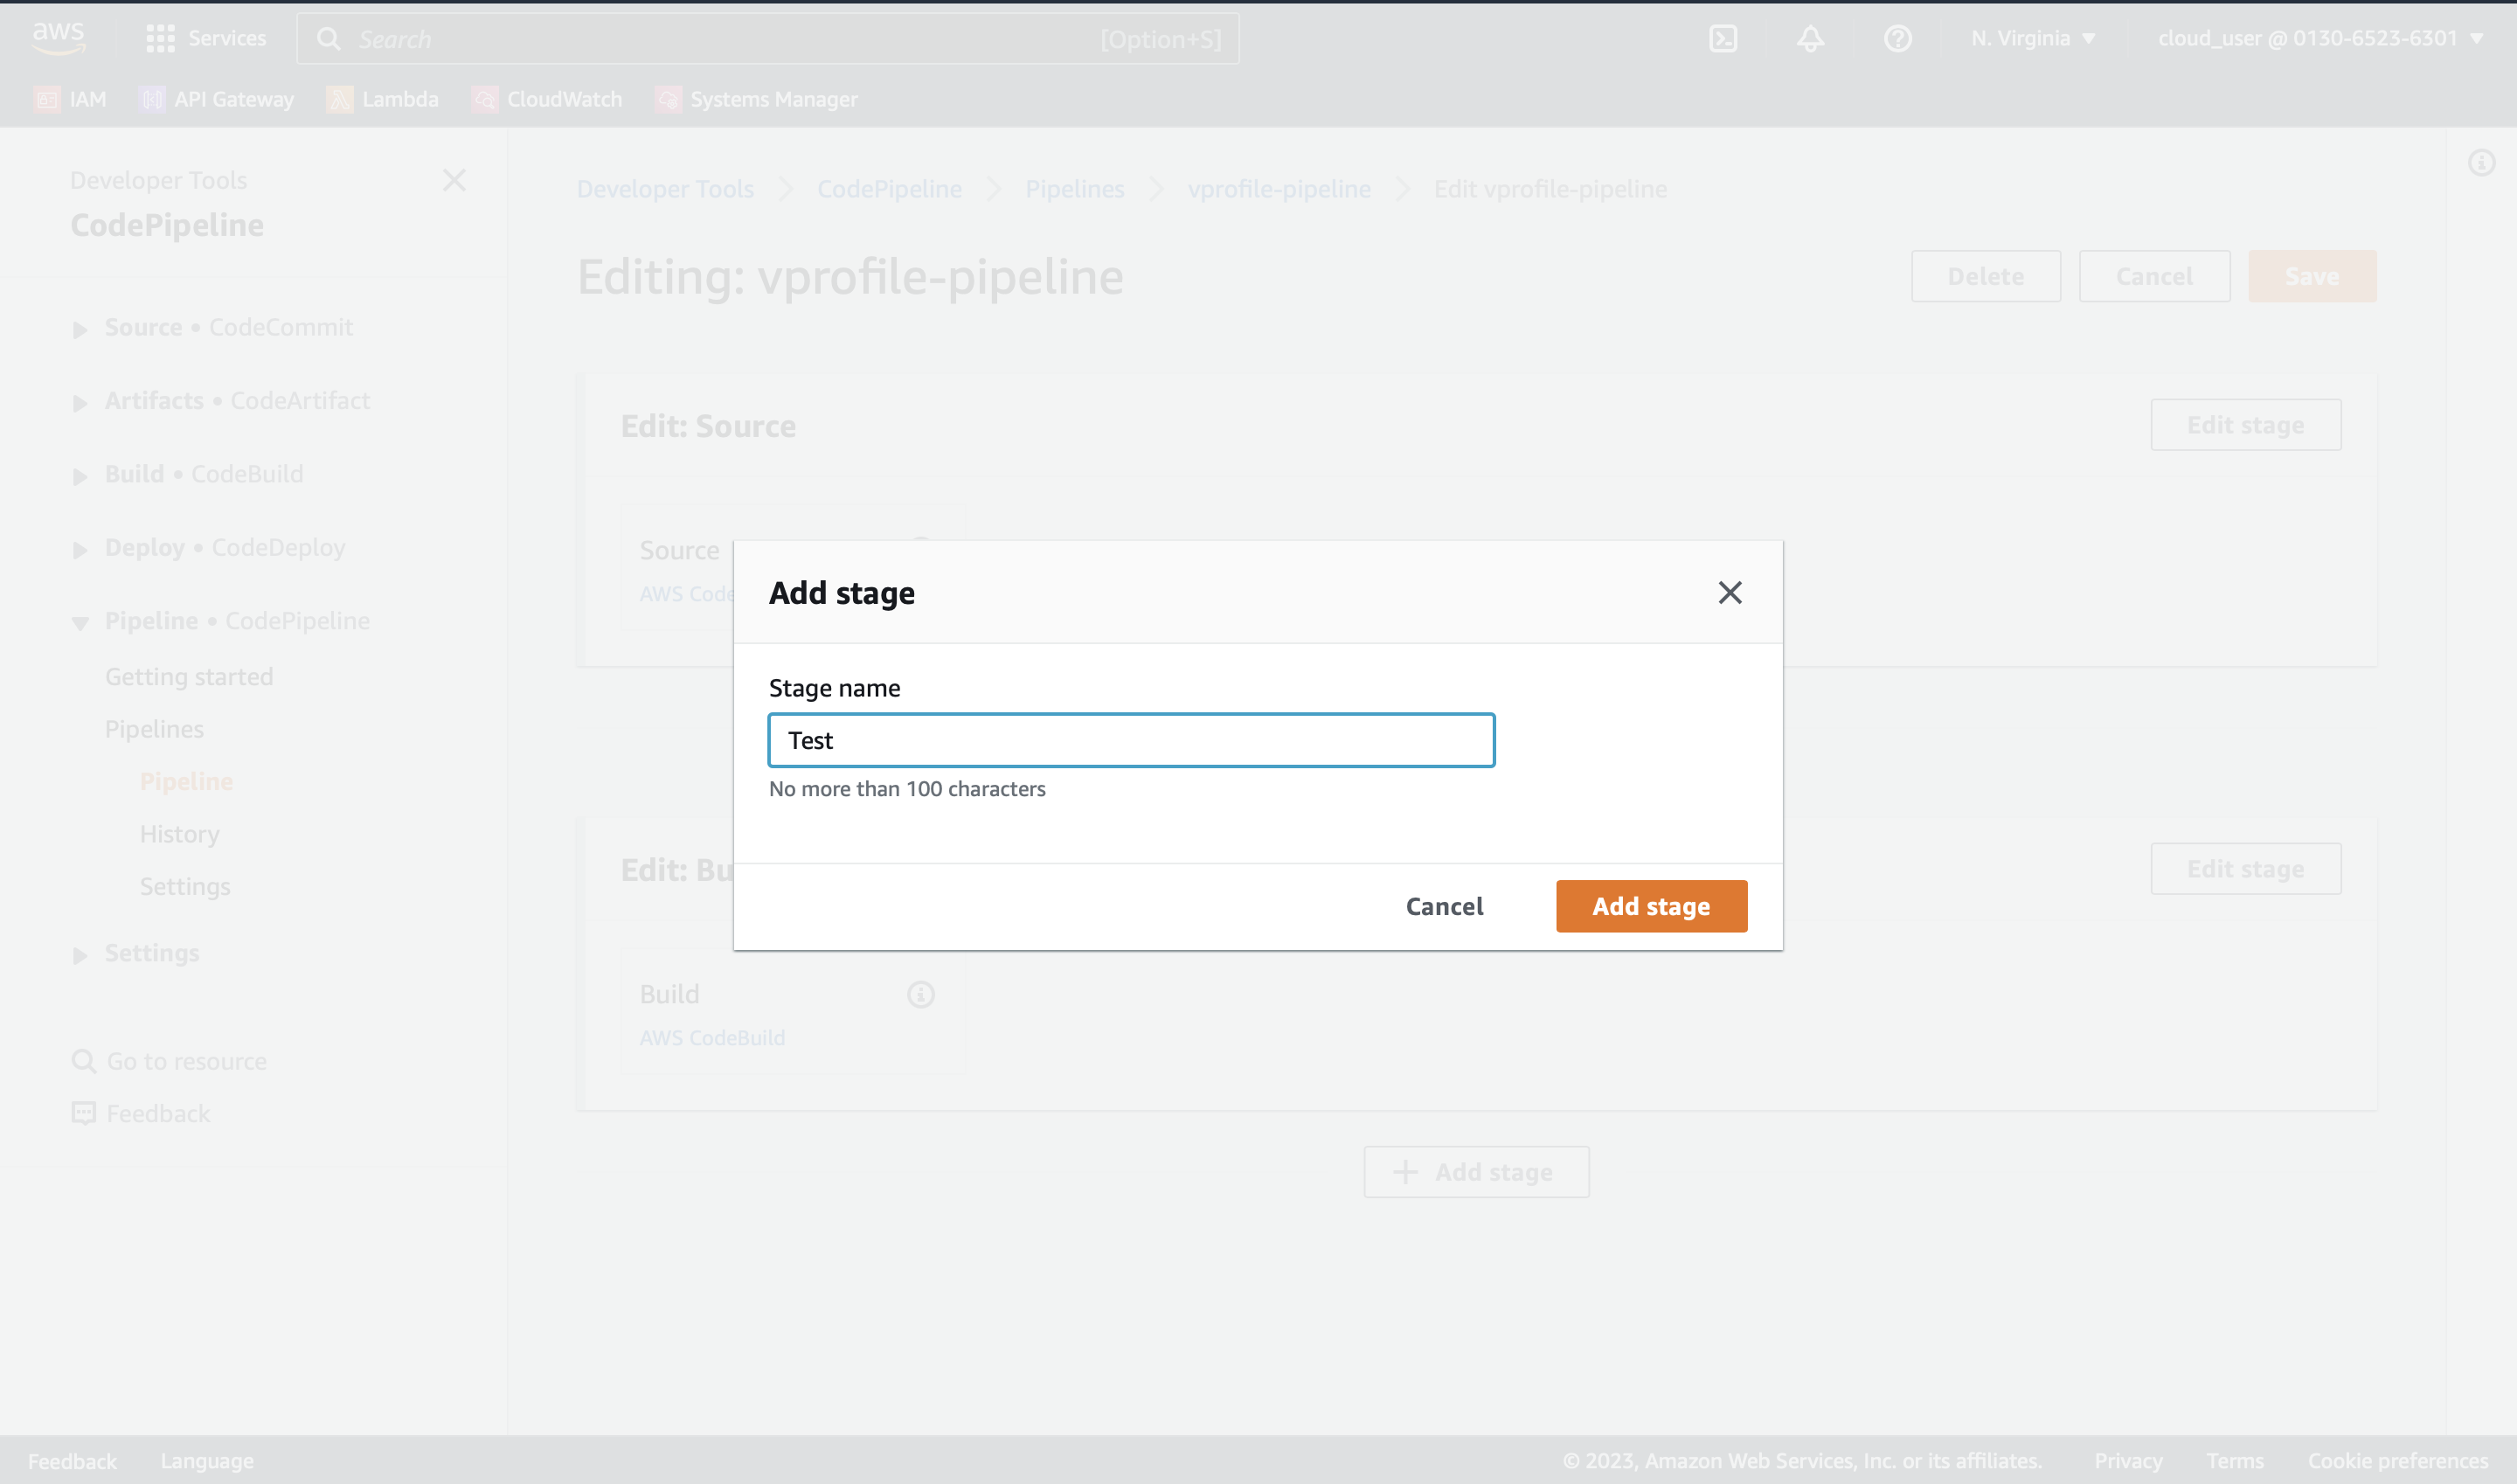 aws Services Search [Option+S] N. Virginia cloud_user @ 0130-6523-6301
IAM API Gateway Lambda CloudWatch Systems Manager
Developer Tools
CodePipeline
Source • CodeCommit
Artifacts • CodeArtifact
Build • CodeBuild
Deploy • CodeDeploy
Pipeline • CodePipeline
Getting started
Pipelines
Pipeline
History
Settings
Settings
Go to resource
Feedback
Developer Tools CodePipeline Pipelines vprofile-pipeline Edit vprofile-pipeline
Editing: vprofile-pipeline Delete Cancel Save
Edit: Source Edit stage
Source
AWS Code
Add stage
Stage name
Test
No more than 100 characters
Cancel Add stage
Edit: Bu Edit stage
Build
AWS CodeBuild
Add stage
Feedback Language © 2023, Amazon Web Services, Inc. or its affiliates. Privacy Terms Cookie preferences